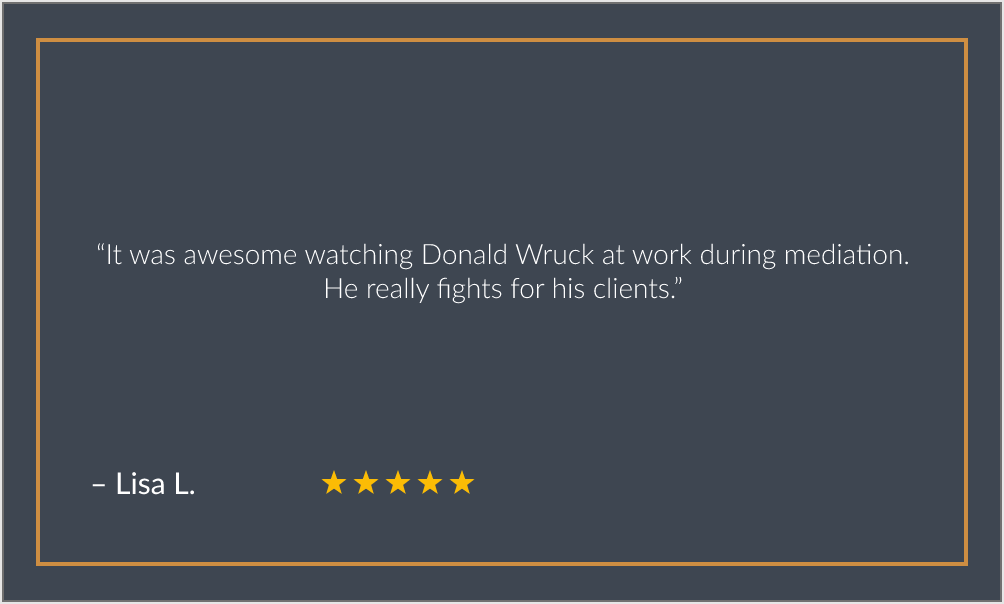 “It was awesome watching Donald Wruck at work during mediation.
He really fights for his clients.”
– Lisa L.